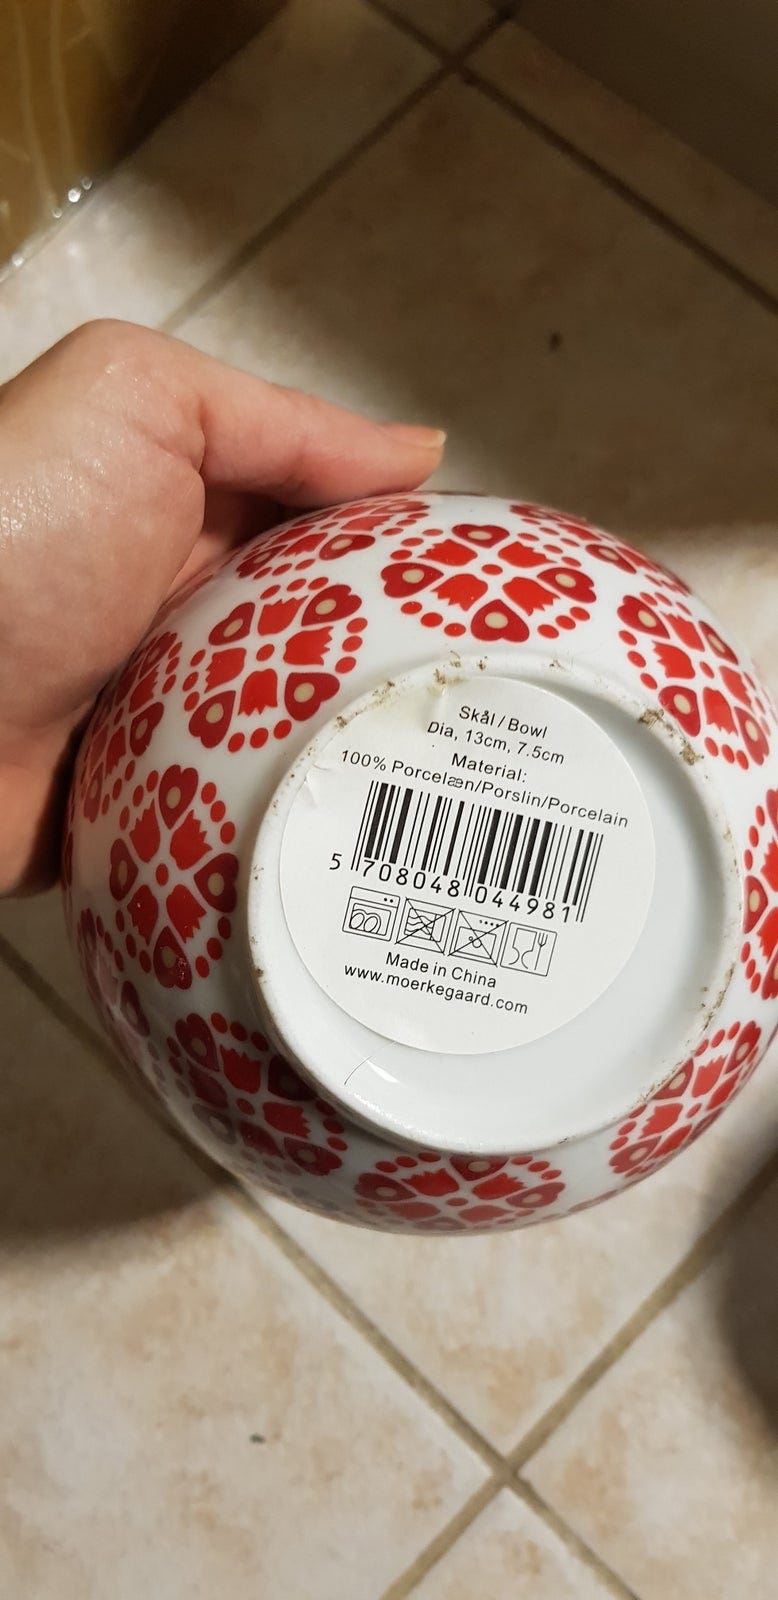 Skål / Bowl
Dia, 13cm, 7.5cm
Material:
100% Porcelæn/Porslin/Porcelain
5 708048 044981
Made in China
www.moerkegaard.com